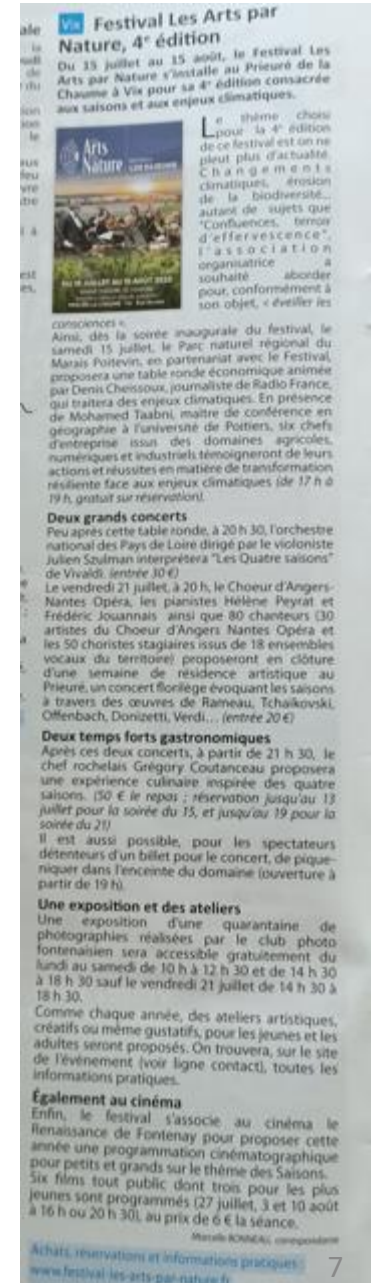 Vix Festival Les Arts par
Nature, 4e édition
Du 15 juillet au 15 août, le Festival Les
Arts par Nature s'installe au Prieuré de la
Chaume à Vix pour sa 4e édition consacrée
aux saisons et aux enjeux climatiques.
Arts
Nature
LES SAISONS
DU 15 JUILLET AU 15 AOÛT 2023
Le thème choisi
pour la 4e édition
de ce festival est on ne
peut plus d'actualité.
Changements
climatiques, érosion
de la biodiversité...
autant de sujets que
"Confluences, terroir
d'effervescence",
l'association
organisatrice a
souhaité aborder
pour, conformément à
son objet, « éveiller les
consciences ».
Ainsi, dès la soirée inaugurale du festival, le
samedi 15 juillet, le Parc naturel régional du
Marais Poitevin, en partenariat avec le Festival,
proposera une table ronde économique animée
par Denis Cheissoux, journaliste de Radio France,
qui traitera des enjeux climatiques. En présence
de Mohamed Taabni, maitre de conférence en
géographie à l'université de Poitiers, six chefs
d'entreprise issus des domaines agricoles,
numériques et industriels témoigneront de leurs
actions et réussites en matière de transformation
résiliente face aux enjeux climatiques (de 17 h à
19 h, gratuit sur réservation).
Deux grands concerts
Peu après cette table ronde, à 20 h 30, l'orchestre
national des Pays de Loire dirigé par le violoniste
Julien Szulman interprétera "Les Quatre saisons"
de Vivaldi. (entrée 30 €)
Le vendredi 21 juillet, à 20 h, le Choeur d'Angers-
Nantes Opéra, les pianistes Hélène Peyrat et
Frédéric Jouannais ainsi que 80 chanteurs (30
artistes du Choeur d'Angers Nantes Opéra et
les 50 choristes stagiaires issus de 18 ensembles
vocaux du territoire) proposeront en clôture
d'une semaine de résidence artistique au
Prieuré, un concert florilège évoquant les saisons
à travers des œuvres de Rameau, Tchaïkovski,
Offenbach, Donizetti, Verdi... (entrée 20 €)
Deux temps forts gastronomiques
Après ces deux concerts, à partir de 21 h 30, le
chef rochelais Grégory Coutanceau proposera
une expérience culinaire inspirée des quatre
saisons. (50 € le repas ; réservation jusqu'au 13
juillet pour la soirée du 15, et jusqu'au 19 pour la
soirée du 21)
Il est aussi possible, pour les spectateurs
détenteurs d'un billet pour le concert, de pique-
niquer dans l'enceinte du domaine (ouverture à
partir de 19 h).
Une exposition et des ateliers
Une exposition d'une quarantaine de
photographies réalisées par le club photo
fontenaisien sera accessible gratuitement du
lundi au samedi de 10 h à 12 h 30 et de 14 h 30
à 18 h 30 sauf le vendredi 21 juillet de 14 h 30 à
18 h 30.
Comme chaque année, des ateliers artistiques,
créatifs ou même gustatifs, pour les jeunes et les
adultes seront proposés. On trouvera, sur le site
de l'événement (voir ligne contact), toutes les
informations pratiques.
Également au cinéma
Enfin, le festival s'associe au cinéma le
Renaissance de Fontenay pour proposer cette
année une programmation cinématographique
pour petits et grands sur le thème des Saisons.
Six films tout public dont trois pour les plus
jeunes sont programmés (27 juillet, 3 et 10 août
à 16 h ou 20 h 30), au prix de 6 € la séance.
Marcelle BONNEAU, correspondante
Achats, réservations et informations pratiques :
www.festival-les-arts-par-nature.fr
7